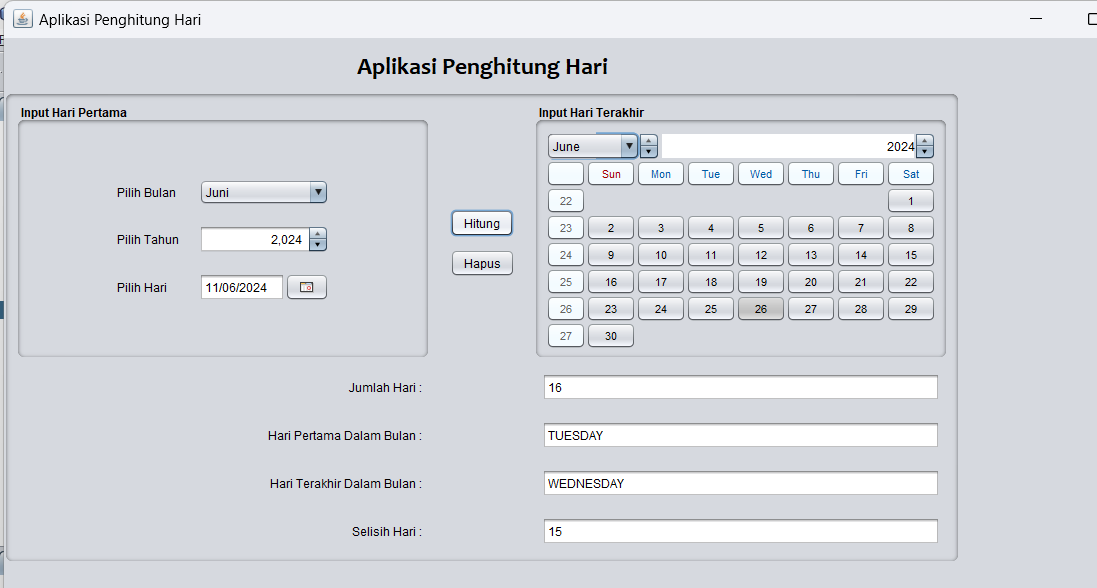 Aplikasi Penghitung Hari
Aplikasi Penghitung Hari
Input Hari Pertama
Pilih Bulan Juni
Pilih Tahun 2,024
Pilih Hari 11/06/2024
Hitung
Hapus
Input Hari Terakhir
June 2024
Sun Mon Tue Wed Thu Fri Sat
22 1
23 2 3 4 5 6 7 8
24 9 10 11 12 13 14 15
25 16 17 18 19 20 21 22
26 23 24 25 26 27 28 29
27 30
Jumlah Hari : 16
Hari Pertama Dalam Bulan : TUESDAY
Hari Terakhir Dalam Bulan : WEDNESDAY
Selisih Hari : 15